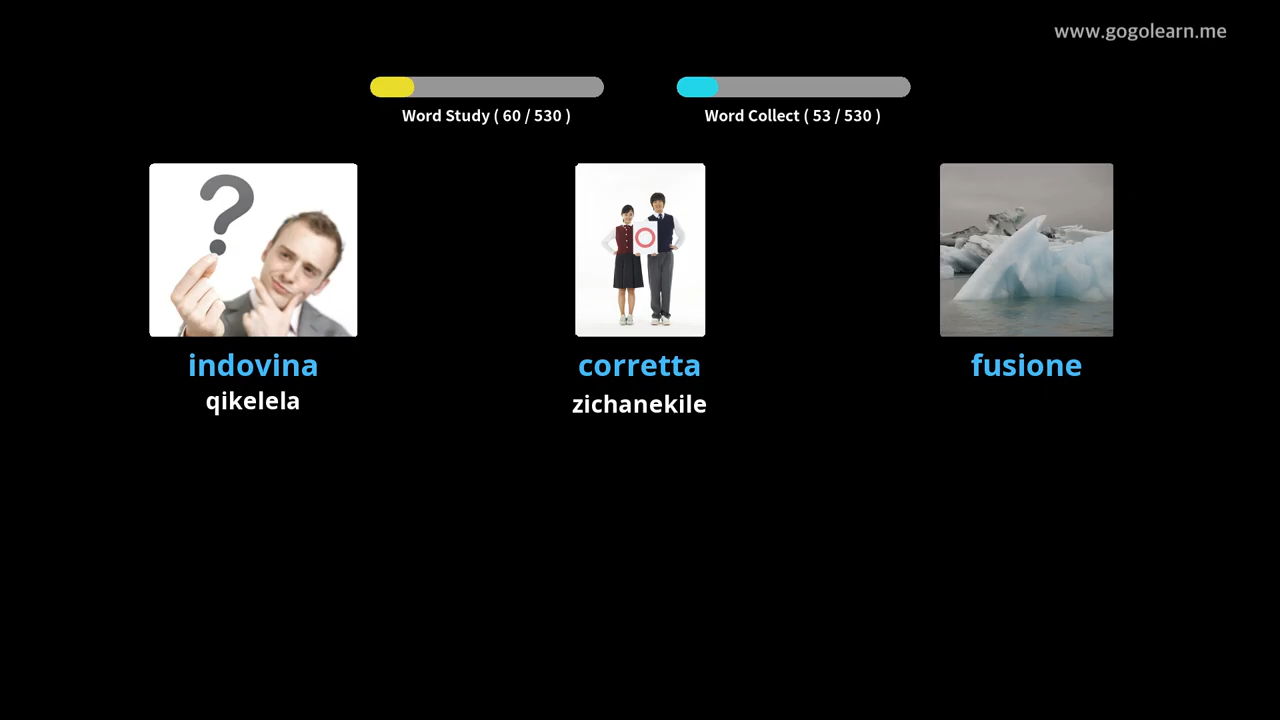 www.gogolearn.me
Word Study ( 60 / 530 )
Word Collect ( 53 / 530 )
?
indovina
corretta
fusione
qikelela
zichanekile